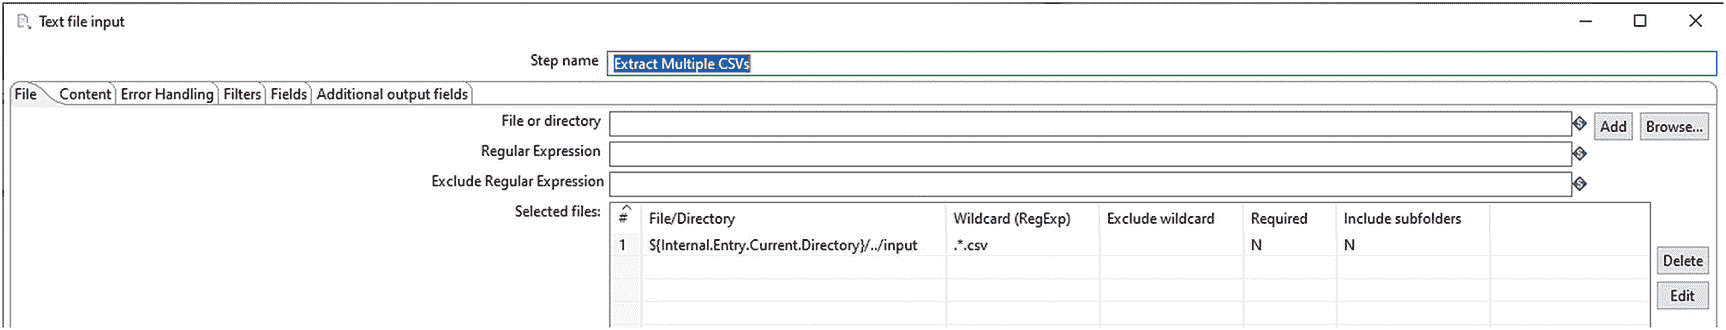 Text file input
Step name Extract Multiple CSVs
File Content Error Handling Filters Fields Additional output fields
File or directory Add Browse...
Regular Expression
Exclude Regular Expression
Selected files: # File/Directory Wildcard (RegExp) Exclude wildcard Required Include subfolders
1 ${Internal.Entry.Current.Directory}/../input .*.csv N N
Delete
Edit